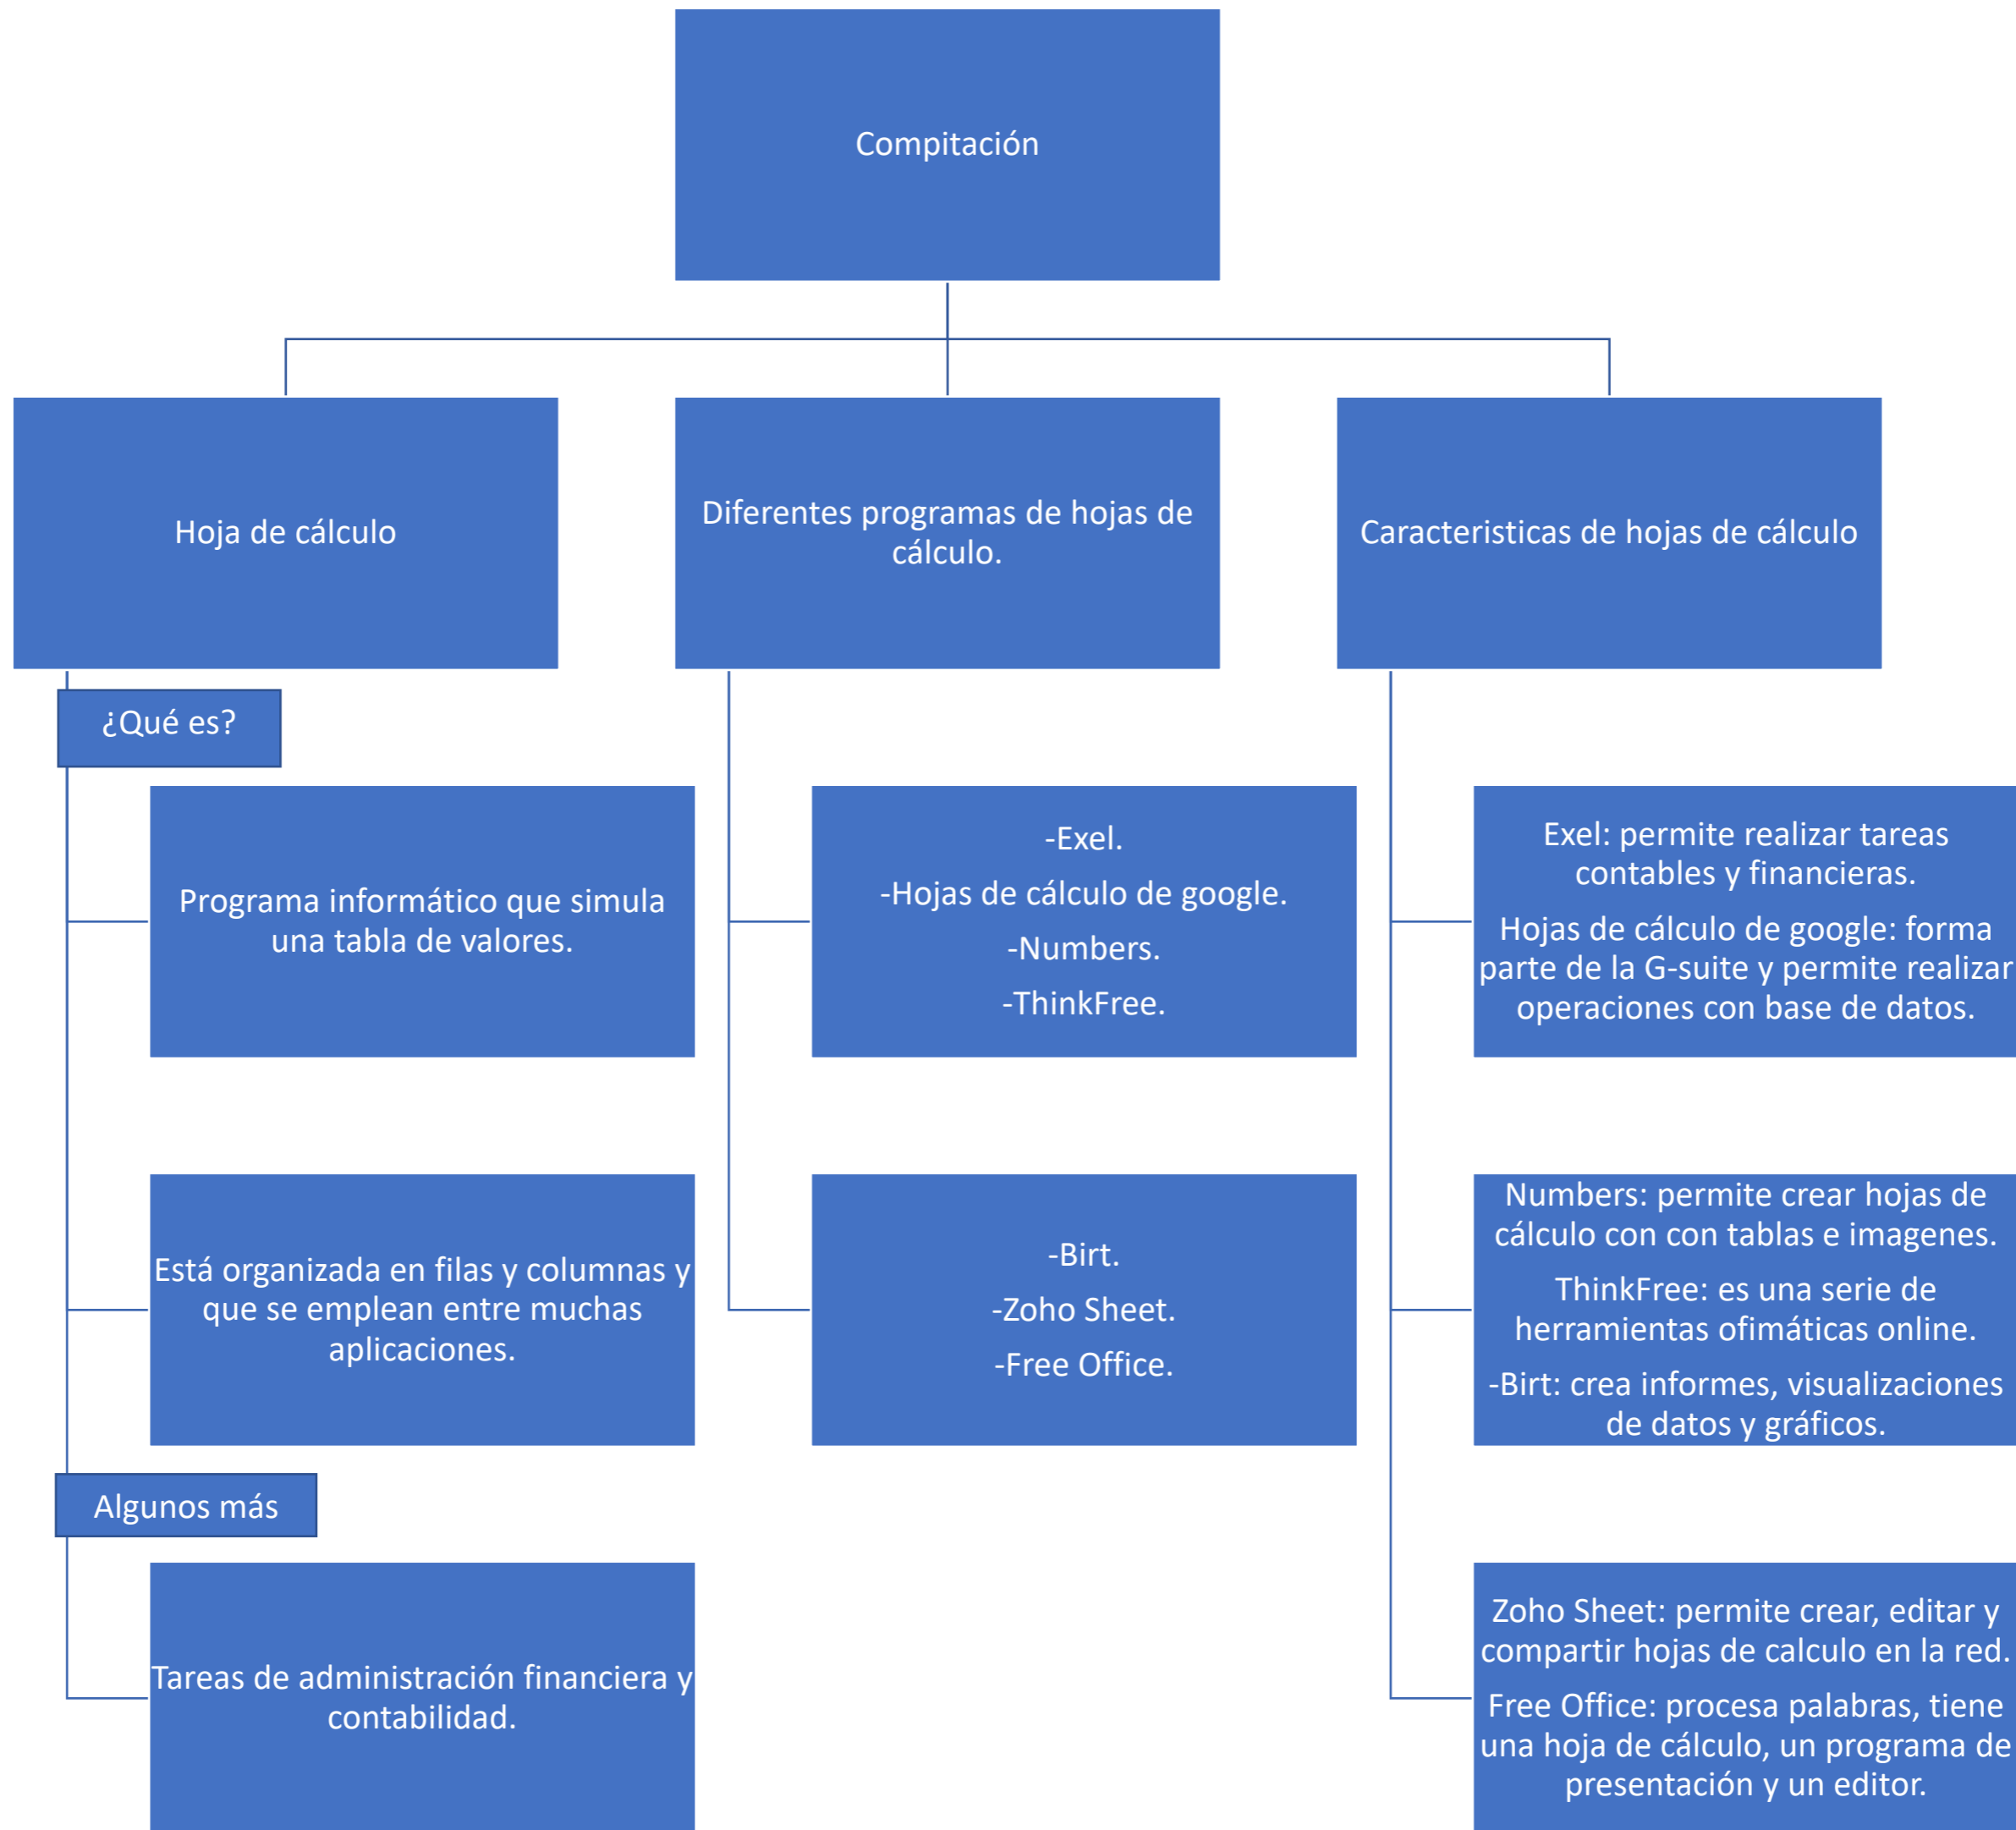 Compitación
Hoja de cálculo
¿Qué es?
Programa informático que simula
una tabla de valores.
Está organizada en filas y columnas y
que se emplean entre muchas
aplicaciones.
Algunos más
Tareas de administración financiera y
contabilidad.
Diferentes programas de hojas de
cálculo.
-Exel.
-Hojas de cálculo de google.
-Numbers.
-ThinkFree.
-Birt.
-Zoho Sheet.
-Free Office.
Caracteristicas de hojas de cálculo
Exel: permite realizar tareas
contables y financieras.
Hojas de cálculo de google: forma
parte de la G-suite y permite realizar
operaciones con base de datos.
Numbers: permite crear hojas de
cálculo con con tablas e imagenes.
ThinkFree: es una serie de
herramientas ofimáticas online.
-Birt: crea informes, visualizaciones
de datos y gráficos.
Zoho Sheet: permite crear, editar y
compartir hojas de calculo en la red.
Free Office: procesa palabras, tiene
una hoja de cálculo, un programa de
presentación y un editor.